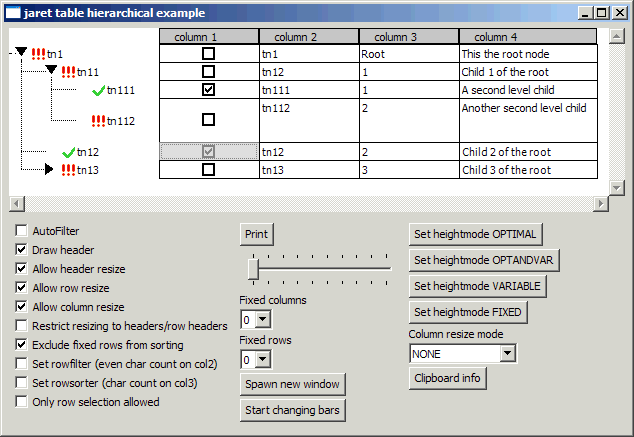 jaret table hierarchical example
column 1 column 2 column 3 column 4
!!! tn1 tn1 Root This the root node
!!! tn11 tn12 1 Child 1 of the root
tn111 tn111 1 A second level child
!!! tn112 tn112 2 Another second level child
tn12 tn12 2 Child 2 of the root
!!! tn13 tn13 3 Child 3 of the root
AutoFilter
Draw header
Allow header resize
Allow row resize
Allow column resize
Restrict resizing to headers/row headers
Exclude fixed rows from sorting
Set rowfilter (even char count on col2)
Set rowsorter (char count on col3)
Only row selection allowed
Print
Fixed columns
0
Fixed rows
0
Spawn new window
Start changing bars
Set heightmode OPTIMAL
Set heightmode OPTANDVAR
Set heightmode VARIABLE
Set heightmode FIXED
Column resize mode
NONE
Clipboard info